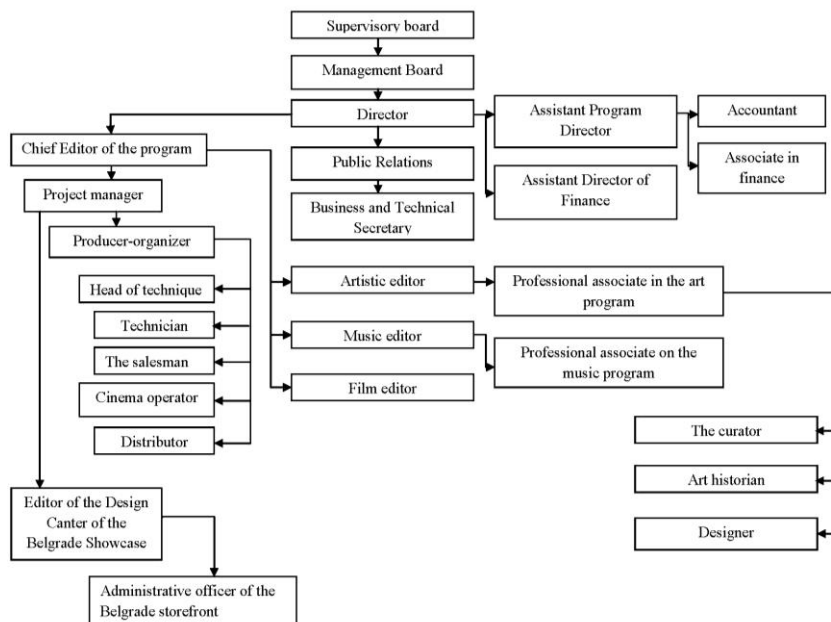 Supervisory board
Management Board
Director
Assistant Program
Director
Accountant
Chief Editor of the program
Public Relations
Associate in
finance
Project manager
Assistant Director of
Finance
Business and Technical
Secretary
Producer-organizer
Head of technique
Artistic editor
Professional associate in the art
program
Technician
Music editor
Professional associate on the
music program
The salesman
Film editor
Cinema operator
Distributor
The curator
Art historian
Editor of the Design
Canter of the
Belgrade Showcase
Designer
Administrative officer of the
Belgrade storefront